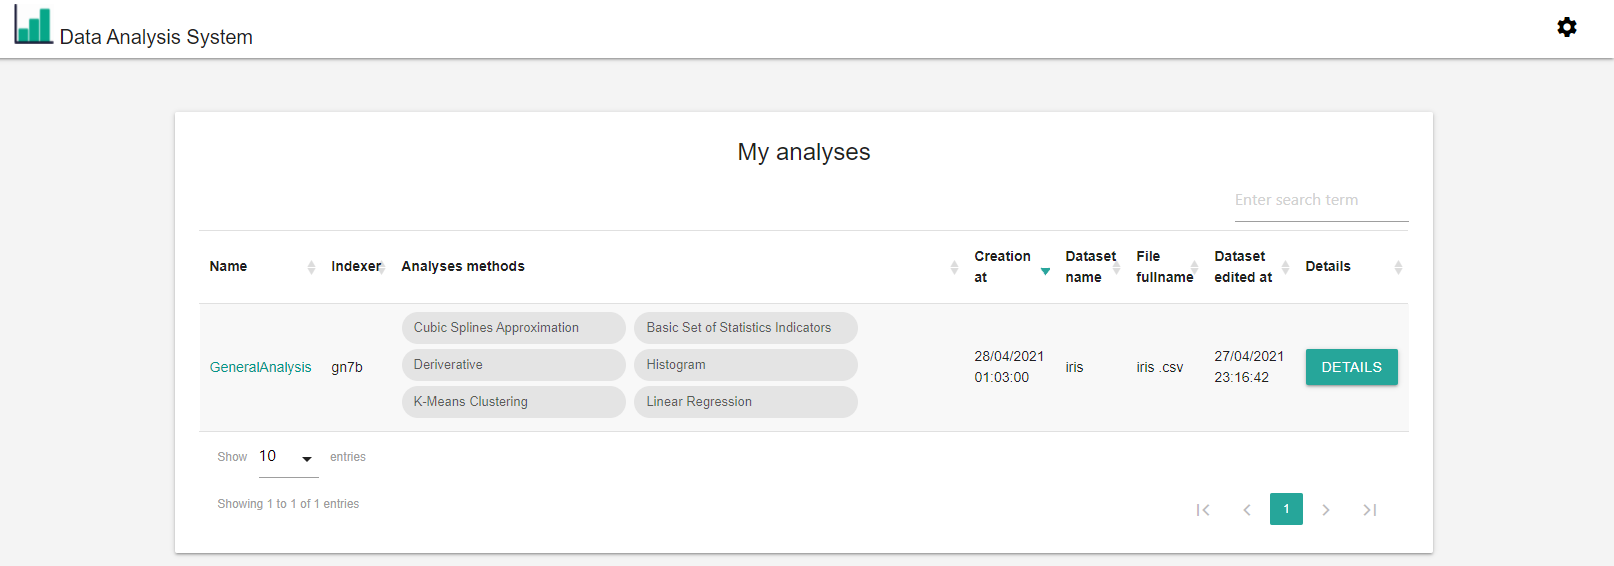 Data Analysis System
My analyses
Enter search term
Name Indexer Analyses methods Creation at Dataset name File fullname Dataset edited at Details
Cubic Splines Approximation Basic Set of Statistics Indicators
GeneralAnalysis gn7b Deriverative Histogram 28/04/2021 01:03:00 iris iris .csv 27/04/2021 23:16:42 DETAILS
K-Means Clustering Linear Regression
Show 10 entries
Showing 1 to 1 of 1 entries
1